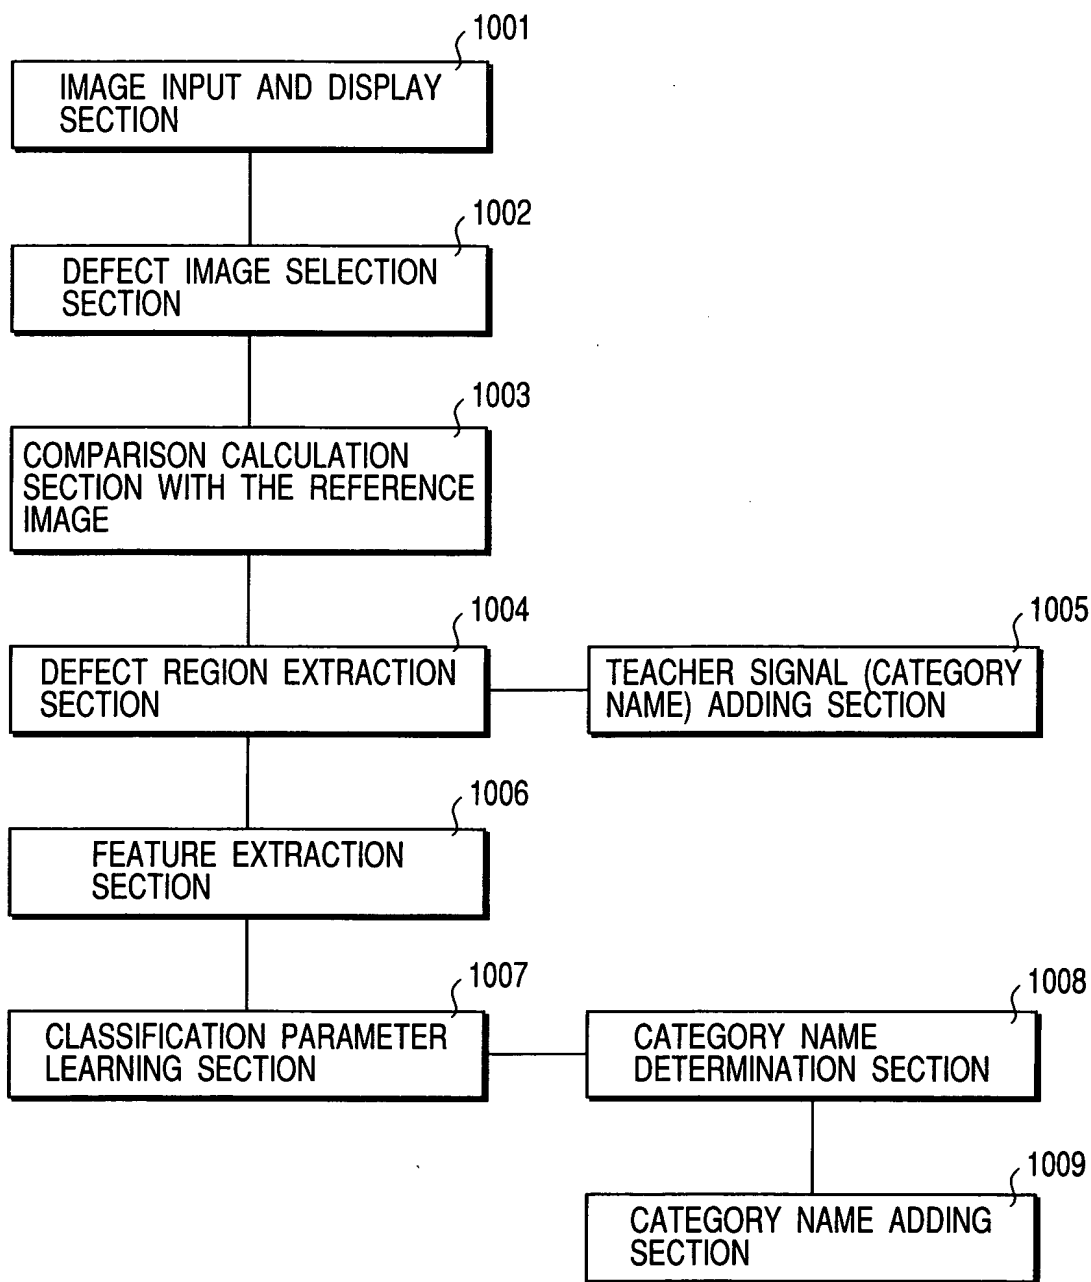 1001
IMAGE INPUT AND DISPLAY
SECTION
1002
DEFECT IMAGE SELECTION
SECTION
1003
COMPARISON CALCULATION
SECTION WITH THE REFERENCE
IMAGE
1004
DEFECT REGION EXTRACTION
SECTION
1005
TEACHER SIGNAL (CATEGORY
NAME) ADDING SECTION
1006
FEATURE EXTRACTION
SECTION
1007
CLASSIFICATION PARAMETER
LEARNING SECTION
1008
CATEGORY NAME
DETERMINATION SECTION
1009
CATEGORY NAME ADDING
SECTION